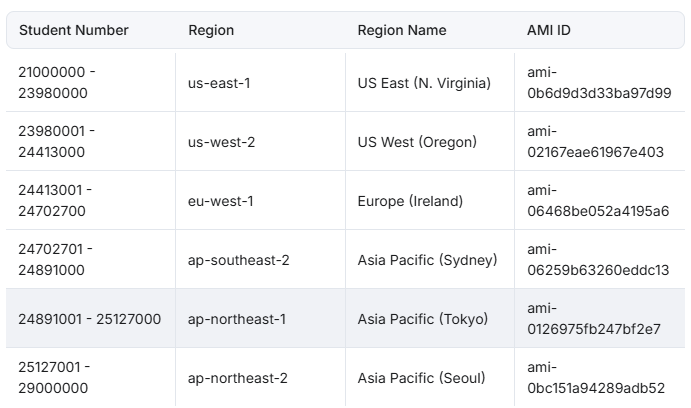 Student Number Region Region Name AMI ID
21000000 -
23980000 us-east-1 US East (N. Virginia) ami-
0b6d9d3d33ba97d99
23980001 -
24413000 us-west-2 US West (Oregon) ami-
02167eae61967e403
24413001 -
24702700 eu-west-1 Europe (Ireland) ami-
06468be052a4195a6
24702701 -
24891000 ap-southeast-2 Asia Pacific (Sydney) ami-
06259b63260eddc13
24891001 - 25127000 ap-northeast-1 Asia Pacific (Tokyo) ami-
0126975fb247bf2e7
25127001 -
29000000 ap-northeast-2 Asia Pacific (Seoul) ami-
0bc151a94289adb52